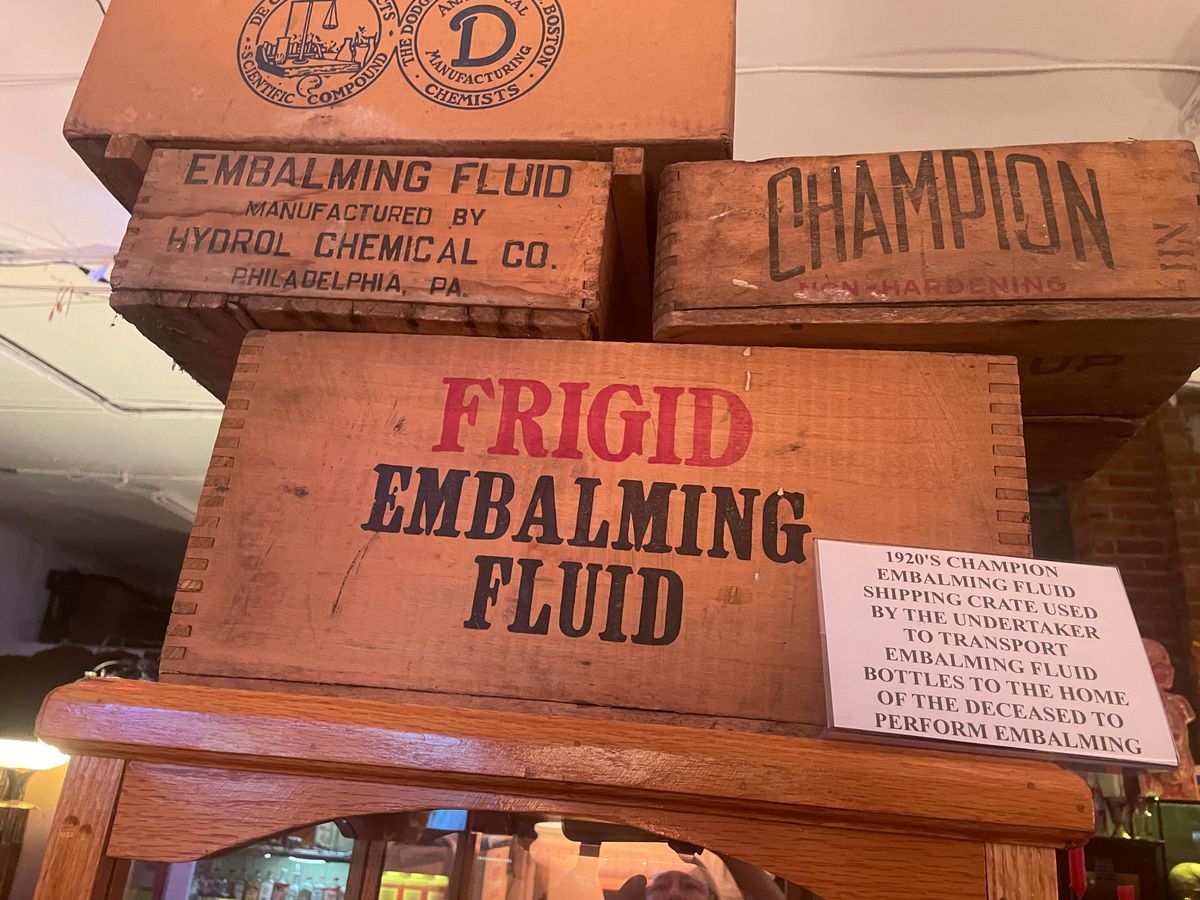 SCIENTIFIC COMPOUND
THE DODGE
BOSTON
D
MANUFACTURING
CHEMISTS
EMBALMING FLUID
MANUFACTURED BY
HYDROL CHEMICAL CO.
PHILADELPHIA, PA.
CHAMPION
NON-HARDENING
UP
FRIGID
EMBALMING
FLUID
1920'S CHAMPION
EMBALMING FLUID
SHIPPING CRATE USED
BY THE UNDERTAKER
TO TRANSPORT
EMBALMING FLUID
BOTTLES TO THE HOME
OF THE DECEASED TO
PERFORM EMBALMING